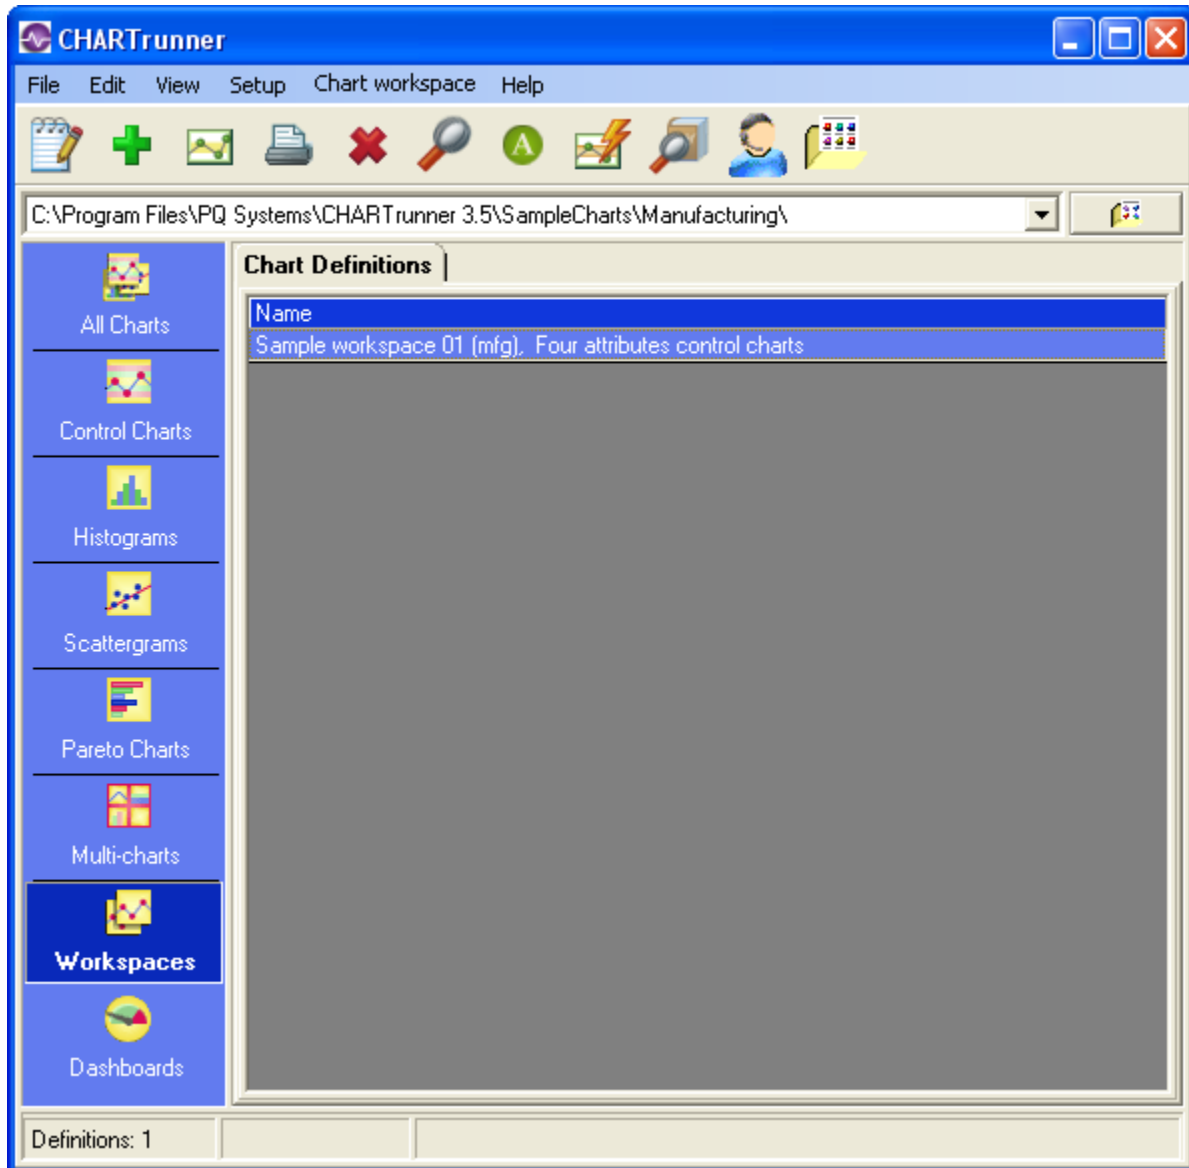 CHARTrunner
File Edit View Setup Chart workspace Help
A
C:\Program Files\PQ Systems\CHARTrunner 3.5\SampleCharts\Manufacturing\
Chart Definitions
Name
Sample workspace 01 (mfg), Four attributes control charts
All Charts
Control Charts
Histograms
Scattergrams
Pareto Charts
Multi-charts
Workspaces
Dashboards
Definitions: 1